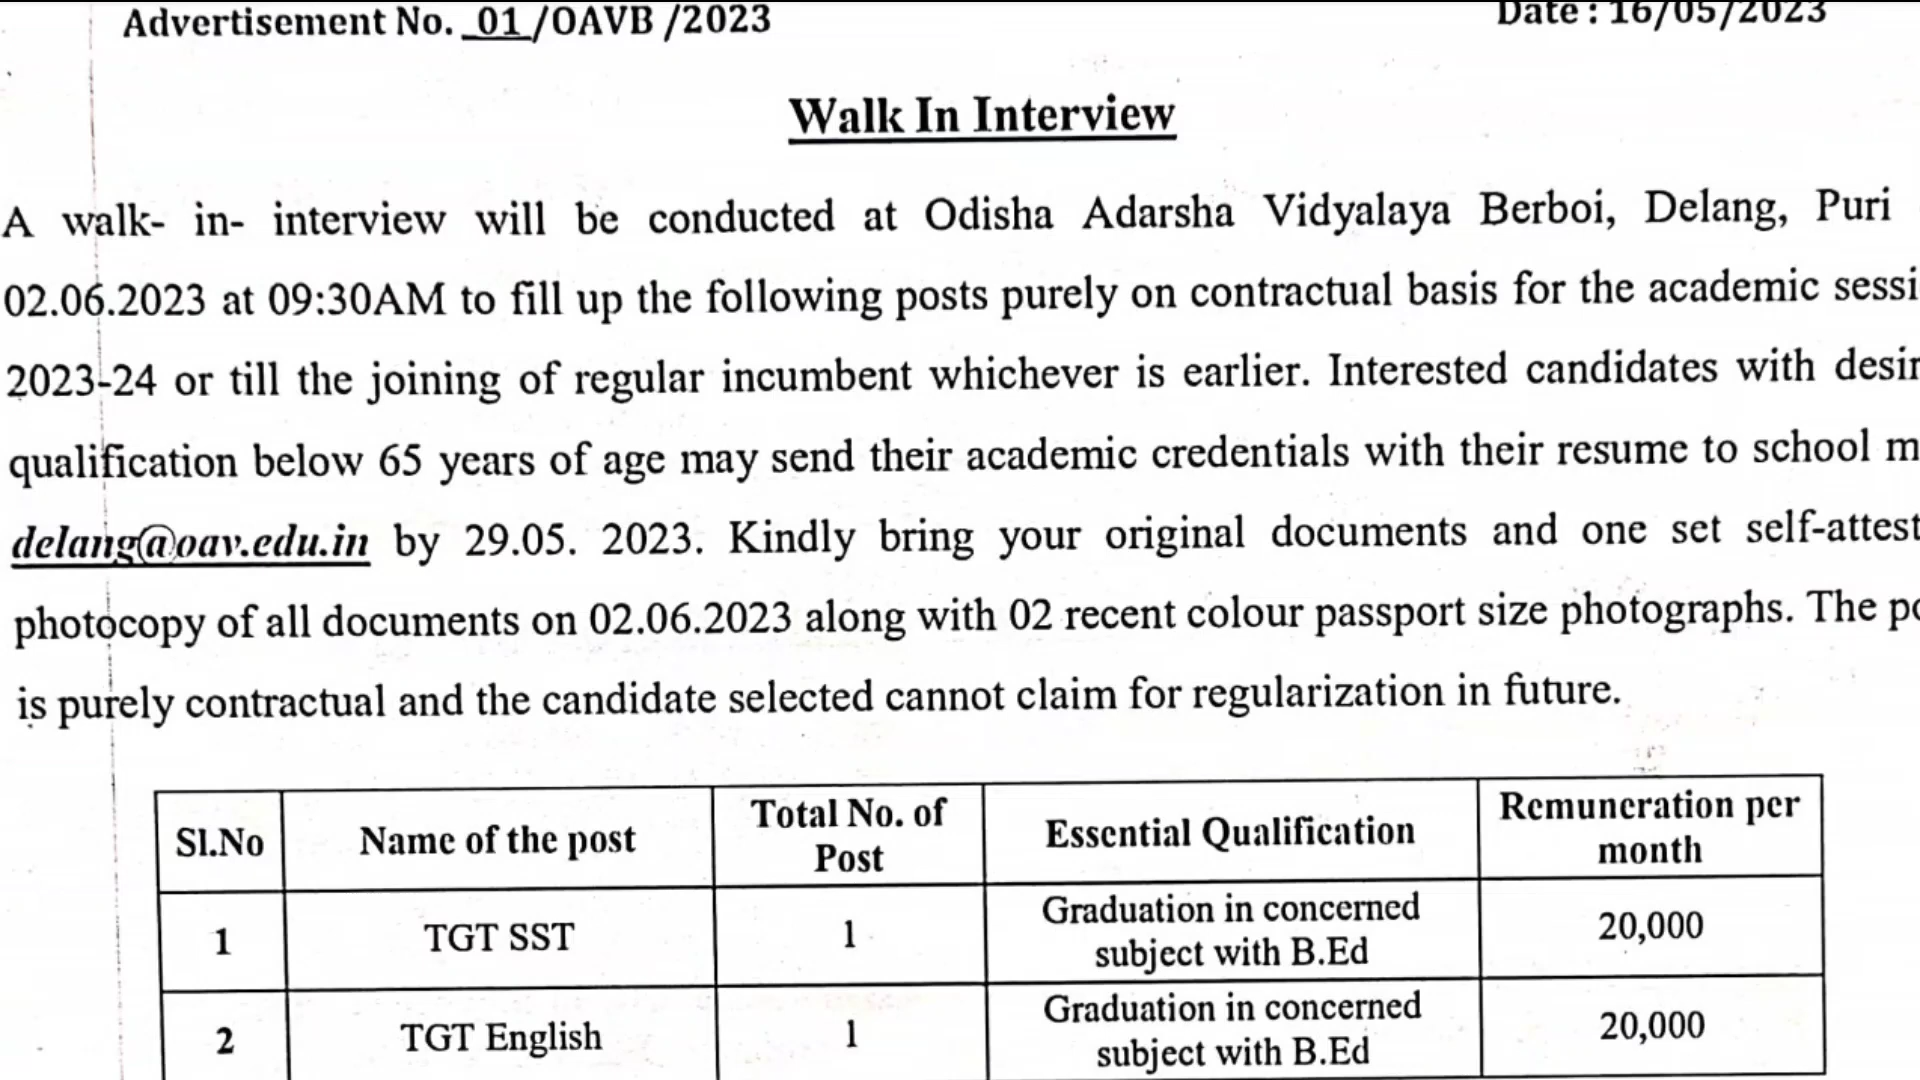 Advertisement No. 01 /OAVB /2023
Date : 16/05/2023
Walk In Interview
A walk- in- interview will be conducted at Odisha Adarsha Vidyalaya Berboi, Delang, Puri
02.06.2023 at 09:30AM to fill up the following posts purely on contractual basis for the academic sessi
2023-24 or till the joining of regular incumbent whichever is earlier. Interested candidates with desir
qualification below 65 years of age may send their academic credentials with their resume to school m
delang@oav.edu.in by 29.05. 2023. Kindly bring your original documents and one set self-attest
photocopy of all documents on 02.06.2023 along with 02 recent colour passport size photographs. The po
is purely contractual and the candidate selected cannot claim for regularization in future.
Sl.No Name of the post Total No. of Post Essential Qualification Remuneration per month
1 TGT SST 1 Graduation in concerned subject with B.Ed 20,000
2 TGT English 1 Graduation in concerned subject with B.Ed 20,000